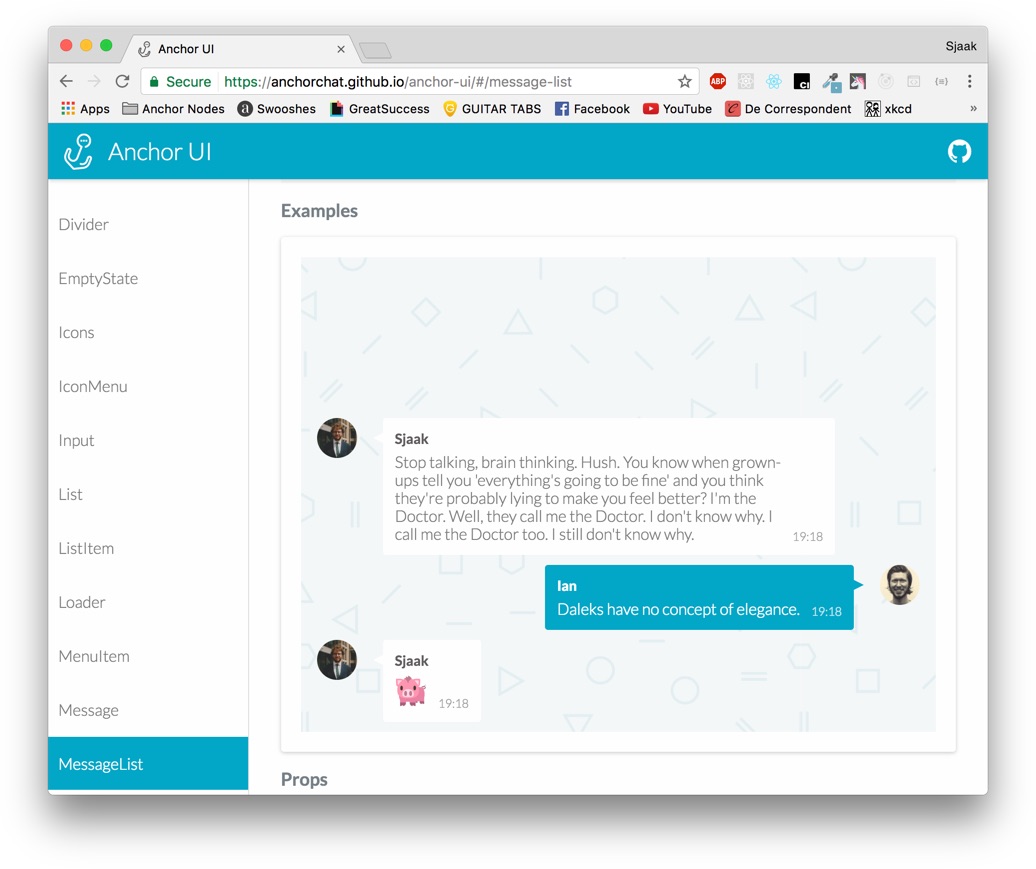 Anchor UI
Sjaak
Secure https://anchorchat.github.io/anchor-ui/#/message-list
ABP
Apps Anchor Nodes Swooshes GreatSuccess GUITAR TABS Facebook YouTube De Correspondent xkcd »
Anchor UI
Divider
EmptyState
Icons
IconMenu
Input
List
ListItem
Loader
MenuItem
Message
MessageList
Examples
Sjaak
Stop talking, brain thinking. Hush. You know when grown-
ups tell you 'everything's going to be fine' and you think
they're probably lying to make you feel better? I'm the
Doctor. Well, they call me the Doctor. I don't know why. I
call me the Doctor too. I still don't know why. 19:18
Ian
Daleks have no concept of elegance. 19:18
Sjaak
19:18
Props